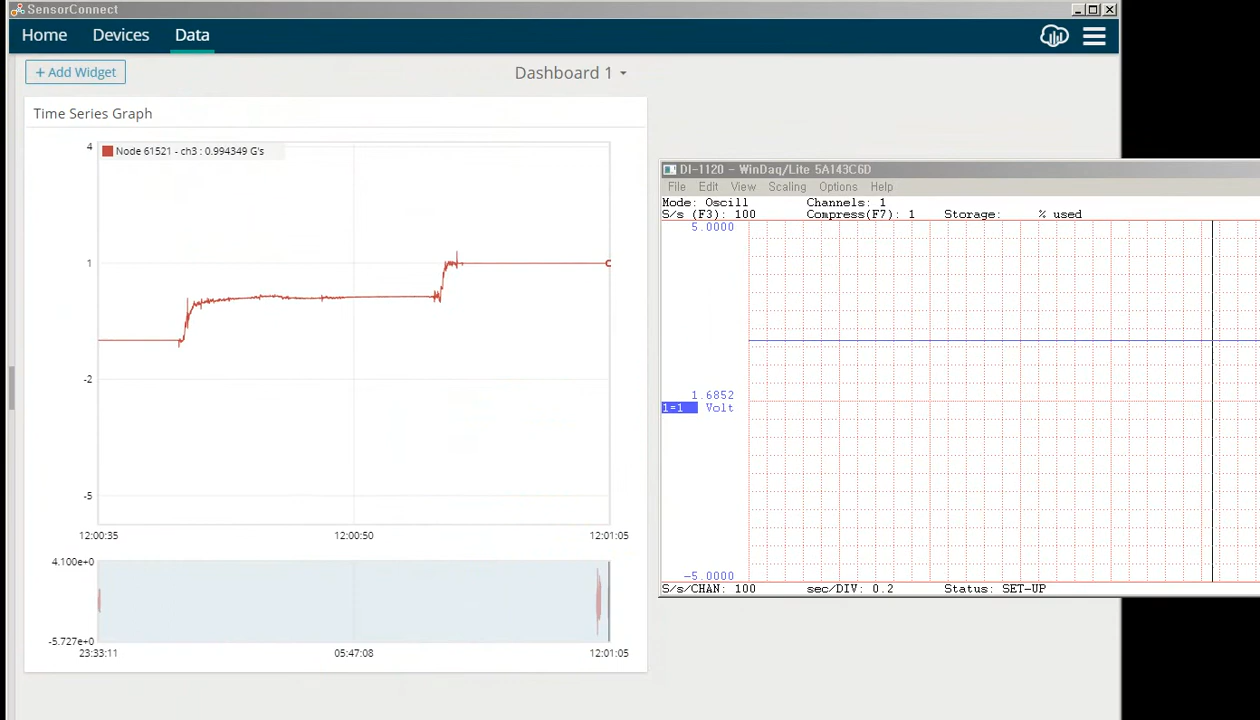 SensorConnect
Home Devices Data
+ Add Widget
Dashboard 1
Time Series Graph
4
Node 61521 - ch3 : 0.994349 G's
1
-2
-5
12:00:35 12:00:50 12:01:05
4.100e+0
-5.727e+0
23:33:11 05:47:08 12:01:05
DI-1120 - WinDaq/Lite 5A143C6D
File Edit View Scaling Options Help
Mode: Oscill Channels: 1
S/s (F3): 100 Compress(F7): 1 Storage: % used
5.0000
1.6852
1=1 Volt
-5.0000
S/s/CHAN: 100 sec/DIV: 0.2 Status: SET-UP